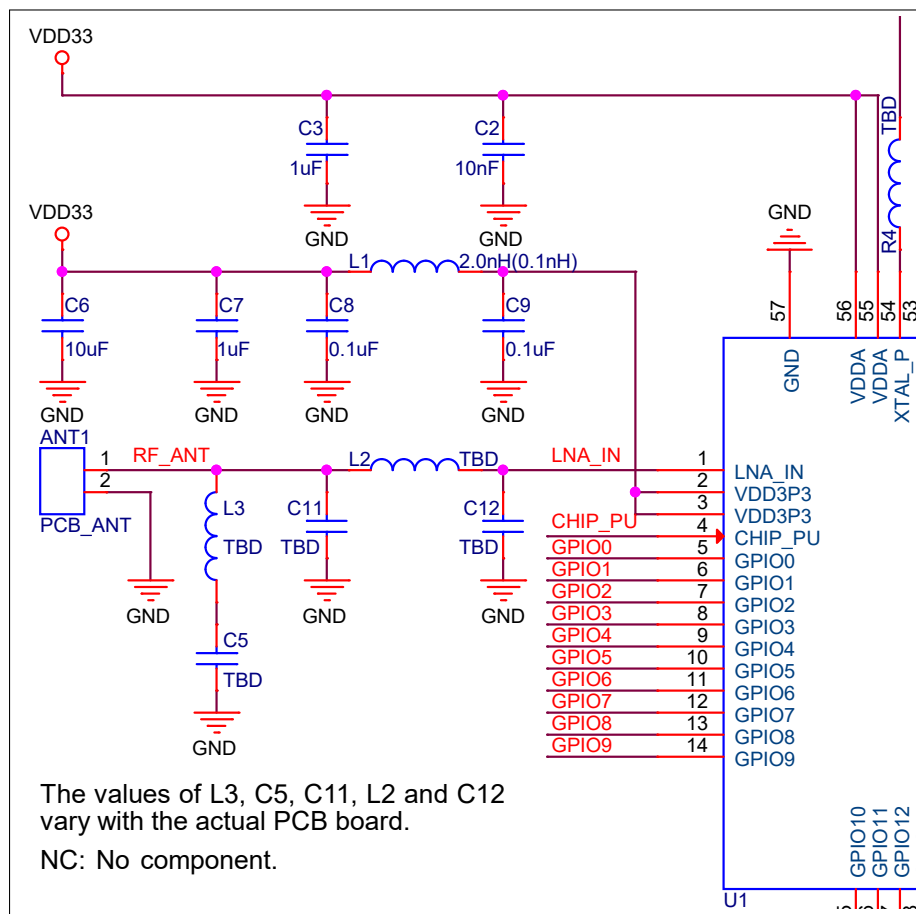 VDD33
C3
1uF
GND
C2
10nF
GND
TBD
R4
GND
VDD33
L1
2.0nH(0.1nH)
C6
10uF
GND
C7
1uF
GND
C8
0.1uF
GND
C9
0.1uF
GND
57
56
55
54
53
GND
VDDA
VDDA
XTAL_P
ANT1
1
2
PCB_ANT
RF_ANT
L2
TBD
LNA_IN
L3
TBD
C11
TBD
GND
C12
TBD
GND
GND
C5
TBD
GND
1
LNA_IN
2
VDD3P3
3
VDD3P3
CHIP_PU
4
CHIP_PU
GPIO0
5
GPIO0
GPIO1
6
GPIO1
GPIO2
7
GPIO2
GPIO3
8
GPIO3
GPIO4
9
GPIO4
GPIO5
10
GPIO5
GPIO6
11
GPIO6
GPIO7
12
GPIO7
GPIO8
13
GPIO8
GPIO9
14
GPIO9
The values of L3, C5, C11, L2 and C12
vary with the actual PCB board.
NC: No component.
GPIO10
GPIO11
GPIO12
U1